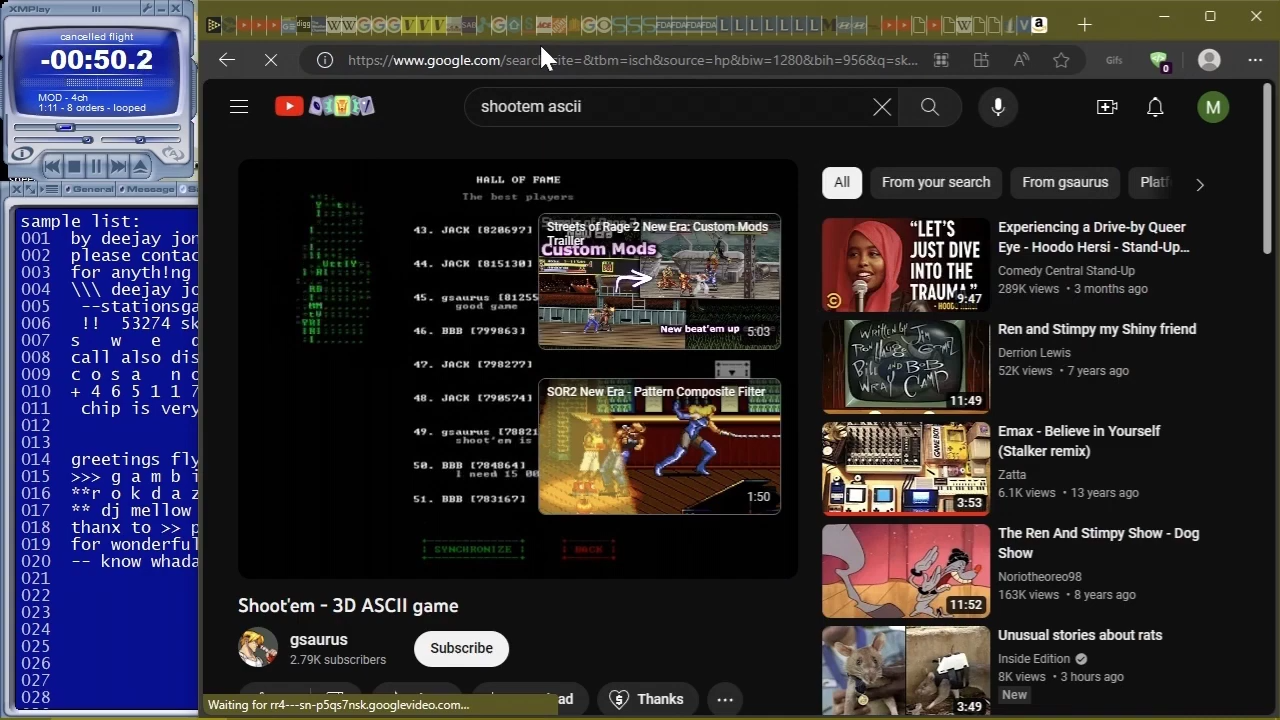 XMPlay
cancelled flight
-00:50.2
MOD - 4ch
1:11 - 8 orders - looped
General
Message
sample list:
001 by deejay jon
002 please contac
003 for anyth!ng
004 \\\ deejay jo
005 --stationsga
006 !! 53274 sk
007 s w e d
008 call also dis
009 c o s a n o
010 + 4 6 5 1 1 7
011 chip is very
012
013
014 greetings fly
015 >>> g a m b i
016 **r o k d a z
017 ** dj mellow
018 thanx to >> p
019 for wonderful
020 -- know whada
021
022
023
024
025
026
027
028
https://www.google.com/search?site=&tbm=isch&source=hp&biw=1280&bih=956&q=sk...
Gifs
0
shootem ascii
M
HALL OF FAME
The best players
43. JACK [820697]
44. JACK [815130]
45. gsaurus [81255
good game
46. BBB [799863]
47. JACK [798277]
48. JACK [790574]
49. gsaurus [78821
shoot'em is
50. BBB [784864]
I need 15 00
51. BBB [783167]
SYNCHRONIZE
BACK
Streets of Rage 2 New Era: Custom Mods
Trailler
Custom Mods
New beat'em up
5:03
SOR2 New Era - Pattern Composite Filter
1:50
Shoot'em - 3D ASCII game
gsaurus
2.79K subscribers
Subscribe
ad
Thanks
...
Waiting for rr4---sn-p5qs7nsk.googlevideo.com...
All
From your search
From gsaurus
Platf
"LET'S
JUST DIVE
INTO THE
TRAUMA"
9:47
Experiencing a Drive-by Queer
Eye - Hoodo Hersi - Stand-Up...
Comedy Central Stand-Up
289K views • 3 months ago
11:49
Ren and Stimpy my Shiny friend
Derrion Lewis
52K views • 7 years ago
3:53
Emax - Believe in Yourself
(Stalker remix)
Zatta
6.1K views • 13 years ago
11:52
The Ren And Stimpy Show - Dog
Show
Noriotheoreo98
163K views • 8 years ago
3:49
Unusual stories about rats
Inside Edition
8K views • 3 hours ago
New